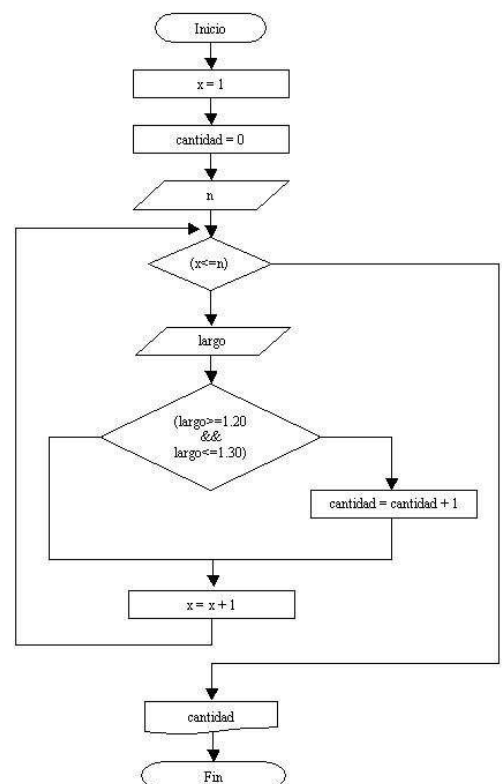 Inicio
x = 1
cantidad = 0
n
(x<=n)
largo
(largo>=1.20
&&
largo<=1.30)
cantidad = cantidad + 1
x = x + 1
cantidad
Fin